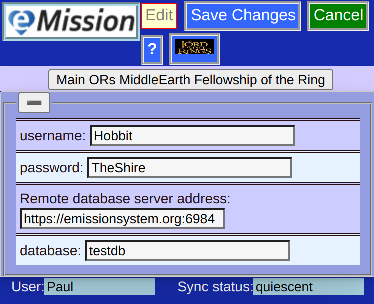 eMission Edit Save Changes Cancel
? THE LORD OF THE RINGS
Main ORs MiddleEarth Fellowship of the Ring
username: Hobbit
password: TheShire
Remote database server address:
https://emissionsystem.org:6984
database: testdb
User: Paul Sync status: quiescent